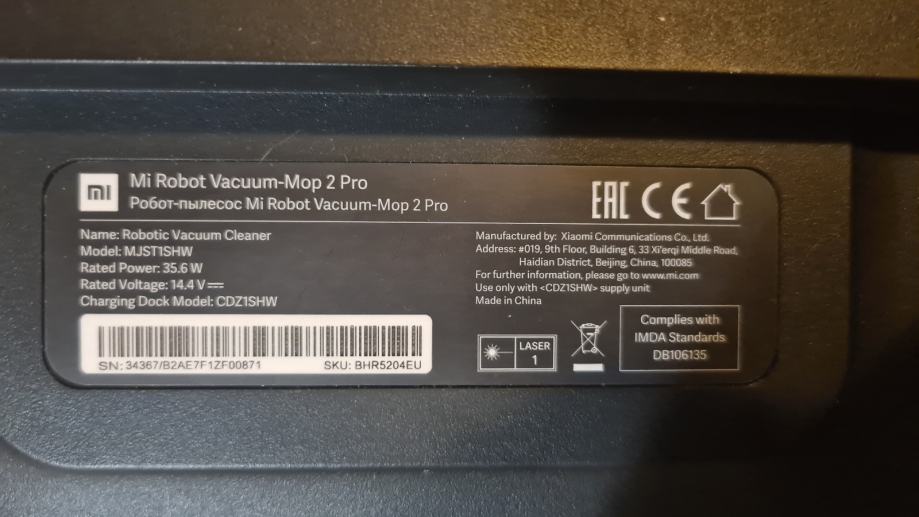 mi
Mi Robot Vacuum-Mop 2 Pro
Робот-пылесос Mi Robot Vacuum-Mop 2 Pro
EAC CE
Name: Robotic Vacuum Cleaner
Model: MJST1SHW
Rated Power: 35.6 W
Rated Voltage: 14.4 V⎓
Charging Dock Model: CDZ1SHW
SN: 34367/B2AE7F1ZF00871 SKU: BHR5204EU
Manufactured by: Xiaomi Communications Co., Ltd.
Address: #019, 9th Floor, Building 6, 33 Xi'erqi Middle Road,
Haidian District, Beijing, China, 100085
For further information, please go to www.mi.com
Use only with <CDZ1SHW> supply unit
Made in China
LASER
1
Complies with
IMDA Standards
DB106135